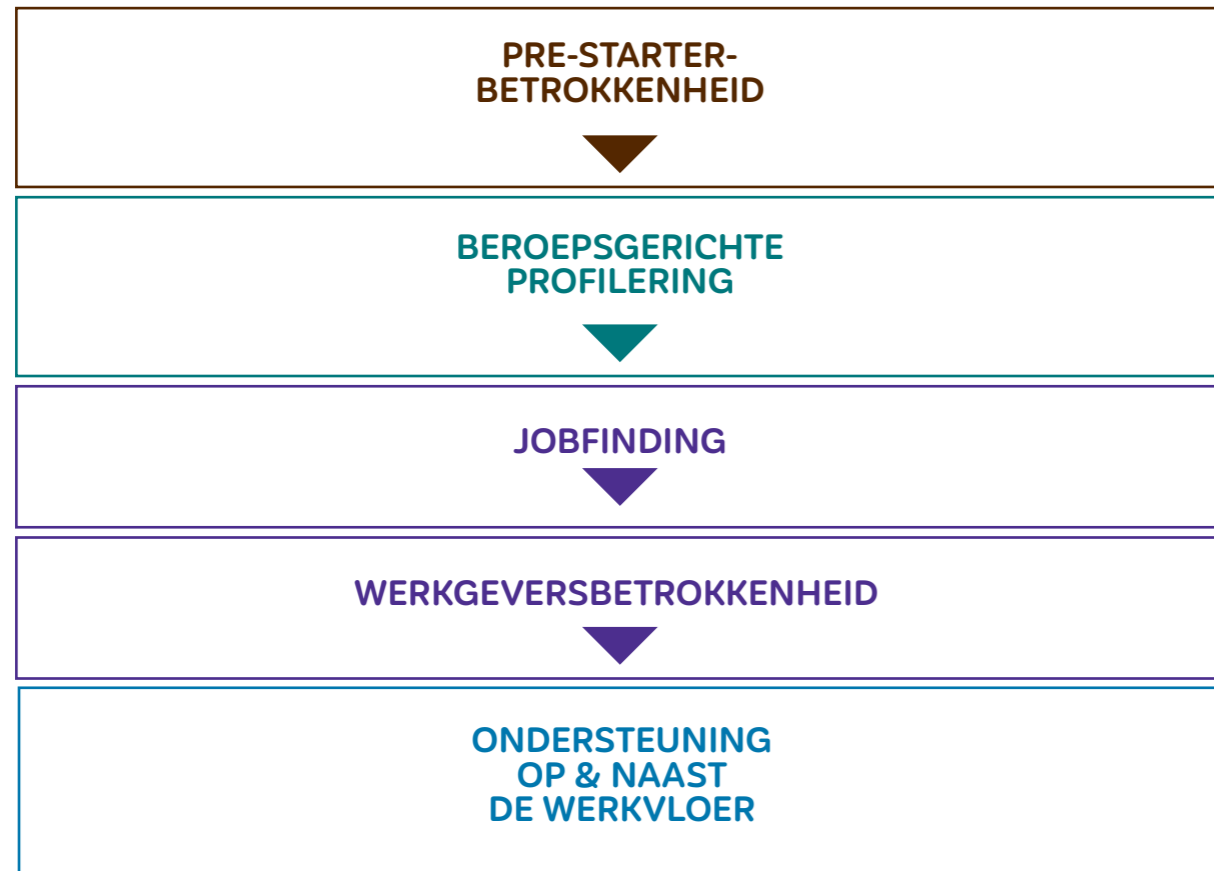 PRE-STARTER-
BETROKKENHEID
BEROEPSGERICHTE
PROFILERING
JOBFINDING
WERKGEVERSBETROKKENHEID
ONDERSTEUNING
OP & NAAST
DE WERKVLOER